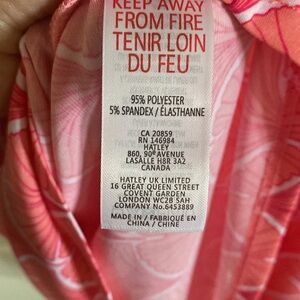 KEEP AWAY
FROM FIRE
TENIR LOIN
DU FEU
95% POLYESTER
5% SPANDEX / ÉLASTHANNE
CA 20859
RN 146984
HATLEY
860, 90ᵉ AVENUE
LASALLE H8R 3A2
CANADA
HATLEY UK LIMITED
16 GREAT QUEEN STREET
COVENT GARDEN
LONDON WC2B 5AH
COMPANY No.6453889
MADE IN / FABRIQUÉ EN
CHINA / CHINE